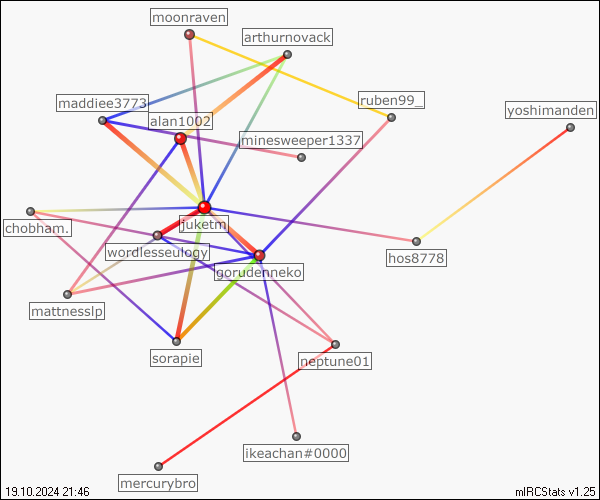 moonraven
arthurnovack
ruben99_
maddiee3773
yoshimanden
alan1002
minesweeper1337
chobham.
juketm
wordlesseulogy
hos8778
gorudenneko
mattnesslp
sorapie
neptune01
ikeachan#0000
mercurybro
19.10.2024 21:46
mIRCStats v1.25